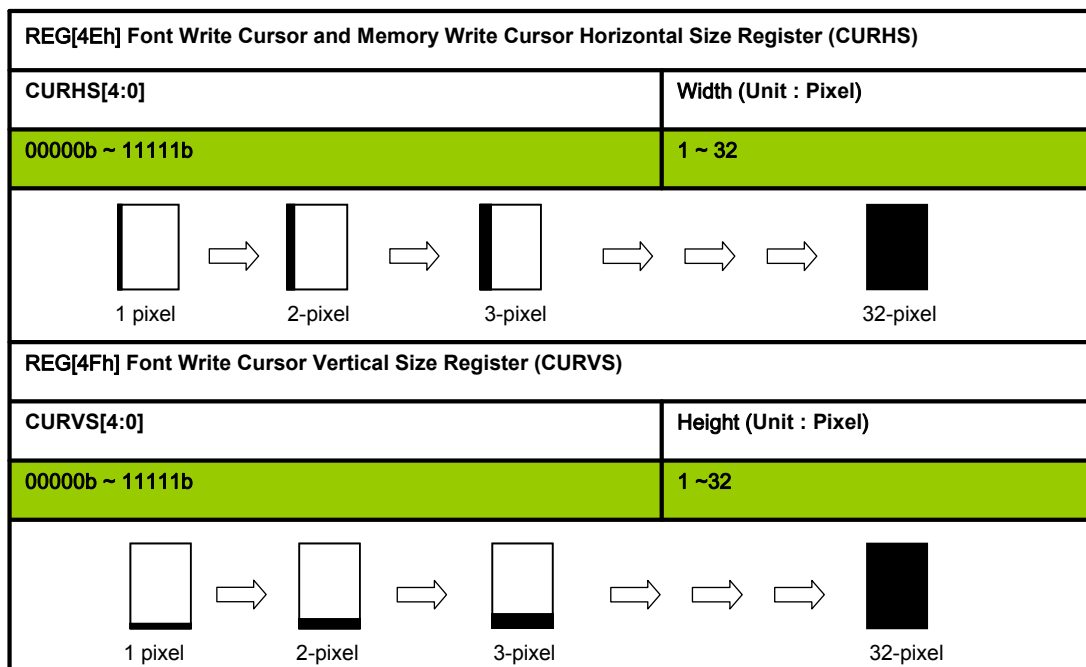 REG[4Eh] Font Write Cursor and Memory Write Cursor Horizontal Size Register (CURHS)
CURHS[4:0] Width (Unit : Pixel)
00000b ~ 11111b 1 ~ 32
1 pixel 2-pixel 3-pixel 32-pixel
REG[4Fh] Font Write Cursor Vertical Size Register (CURVS)
CURVS[4:0] Height (Unit : Pixel)
00000b ~ 11111b 1 ~32
1 pixel 2-pixel 3-pixel 32-pixel